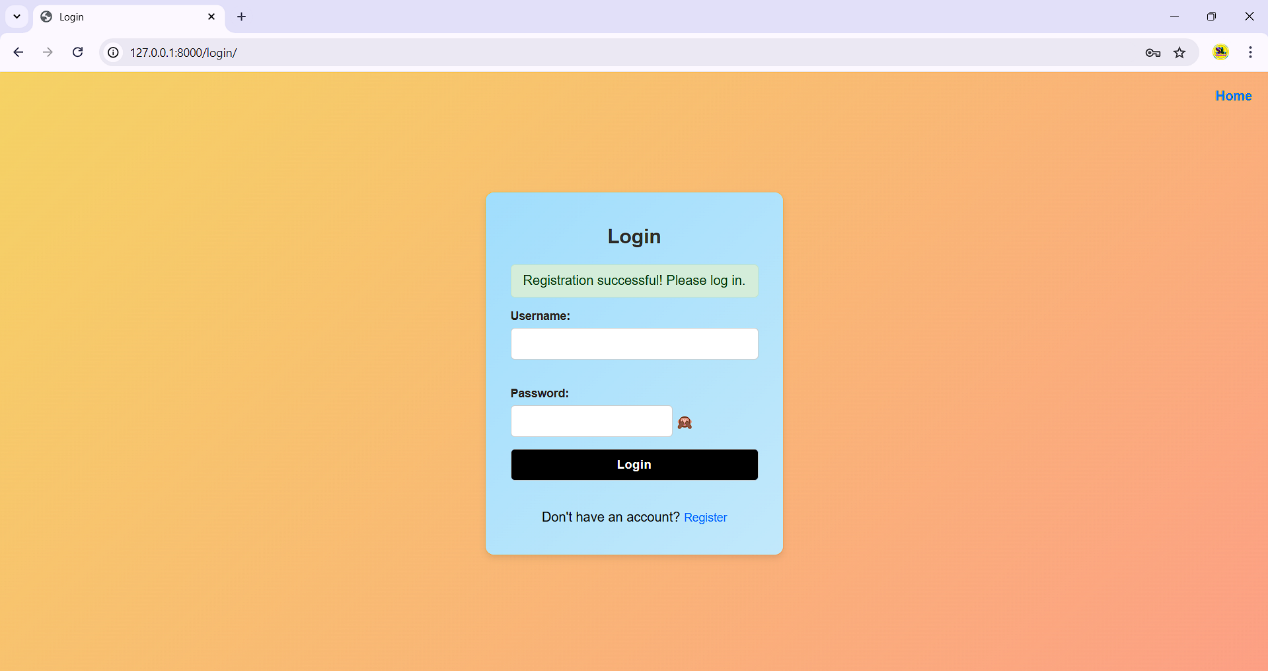 Login
127.0.0.1:8000/login/
SL
Home
Login
Registration successful! Please log in.
Username:
Password:
Login
Don't have an account? Register